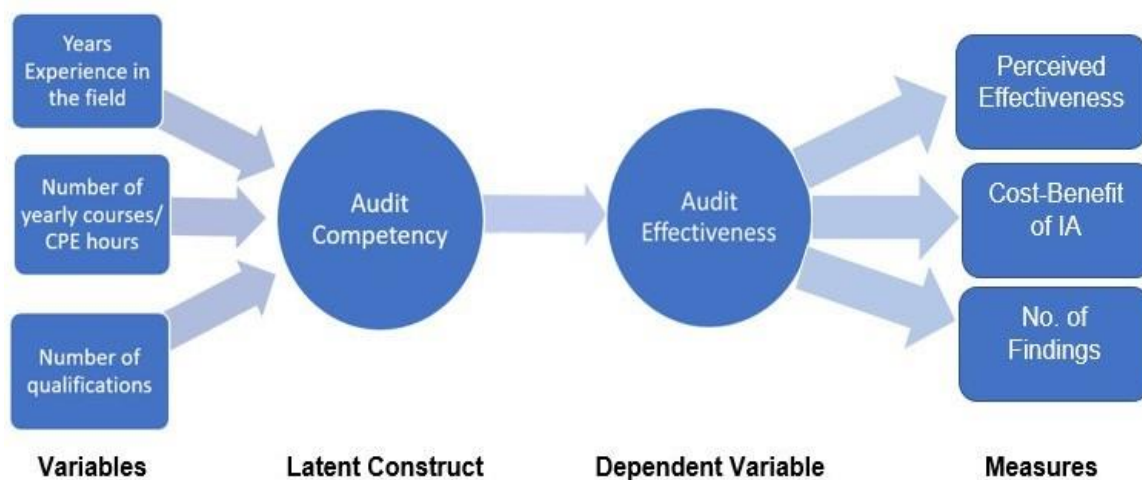 Years
Experience in
the field
Number of
yearly courses/
CPE hours
Number of
qualifications
Audit
Competency
Audit
Effectiveness
Perceived
Effectiveness
Cost-Benefit
of IA
No. of
Findings
Variables
Latent Construct
Dependent Variable
Measures